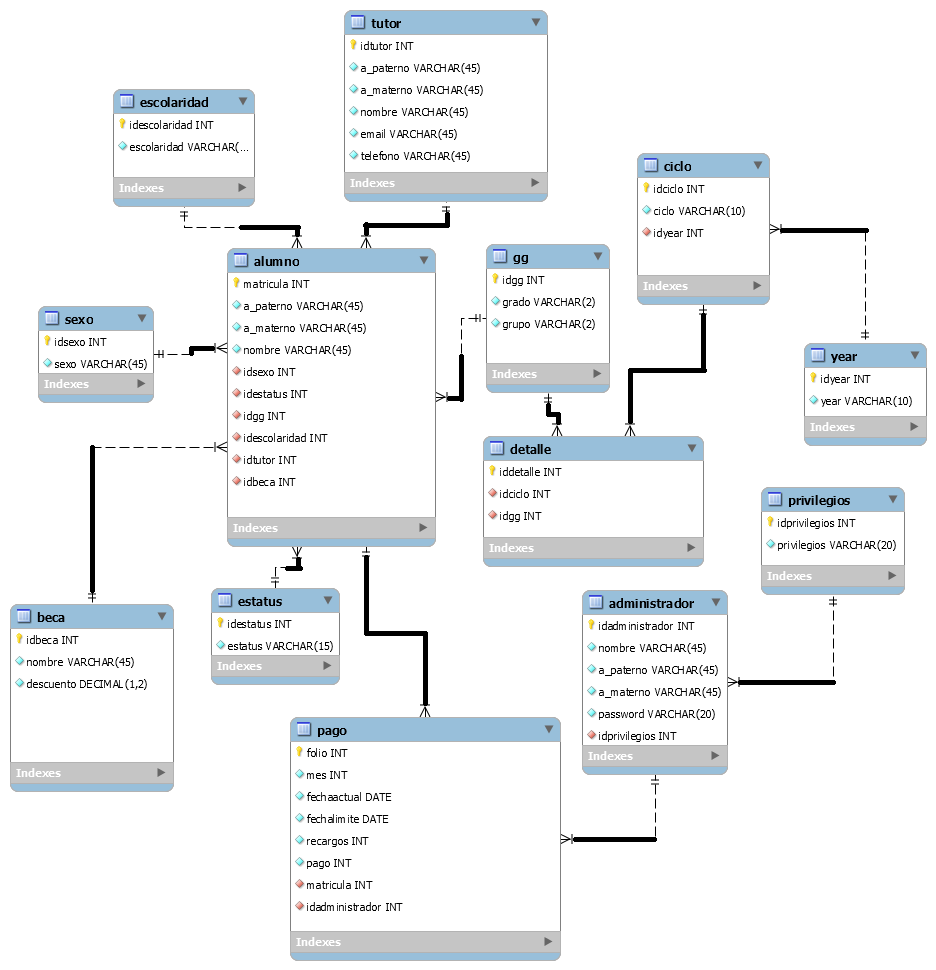 tutor
idtutor INT
a_paterno VARCHAR(45)
a_materno VARCHAR(45)
nombre VARCHAR(45)
email VARCHAR(45)
telefono VARCHAR(45)
Indexes
escolaridad
idescolaridad INT
escolaridad VARCHAR(...
Indexes
ciclo
idciclo INT
ciclo VARCHAR(10)
idyear INT
Indexes
alumno
matricula INT
a_paterno VARCHAR(45)
a_materno VARCHAR(45)
nombre VARCHAR(45)
idsexo INT
idestatus INT
idgg INT
idescolaridad INT
idtutor INT
idbeca INT
Indexes
gg
idgg INT
grado VARCHAR(2)
grupo VARCHAR(2)
Indexes
sexo
idsexo INT
sexo VARCHAR(45)
Indexes
year
idyear INT
year VARCHAR(10)
Indexes
detalle
iddetalle INT
idciclo INT
idgg INT
Indexes
privilegios
idprivilegios INT
privilegios VARCHAR(20)
Indexes
beca
idbeca INT
nombre VARCHAR(45)
descuento DECIMAL(1,2)
Indexes
estatus
idestatus INT
estatus VARCHAR(15)
Indexes
administrador
idadministrador INT
nombre VARCHAR(45)
a_paterno VARCHAR(45)
a_materno VARCHAR(45)
password VARCHAR(20)
idprivilegios INT
Indexes
pago
folio INT
mes INT
fechaactual DATE
fechalimite DATE
recargos INT
pago INT
matricula INT
idadministrador INT
Indexes